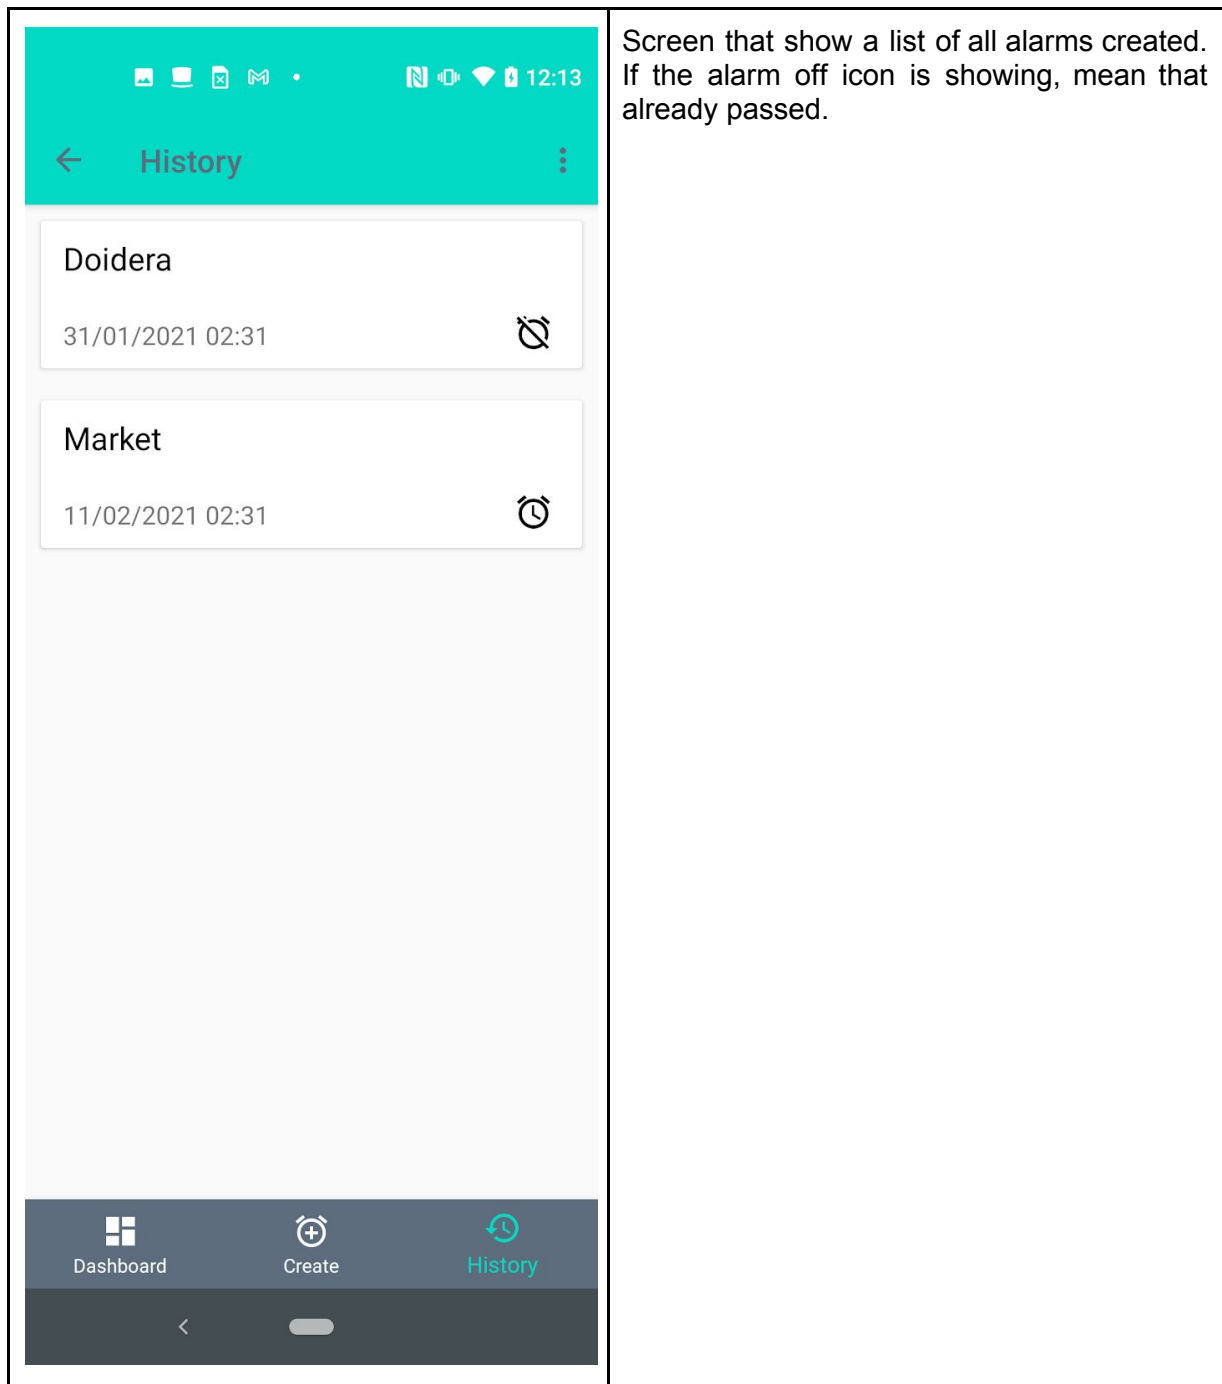 12:13
History
Doidera
31/01/2021 02:31
Market
11/02/2021 02:31
Dashboard
Create
History
Screen that show a list of all alarms created.
If the alarm off icon is showing, mean that
already passed.